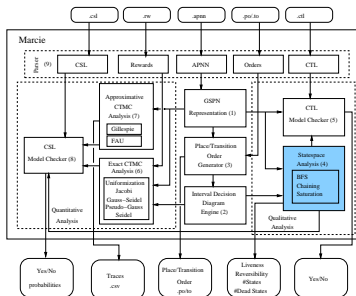 .csl
.rw
.apnn
.po/.to
.ctl
Marcie
Parser
(9)
CSL
Rewards
APNN
Orders
CTL
Approximative
CTMC
Analysis (7)
Gillespie
FAU
GSPN
Representation (1)
CTL
Model Checker (5)
CSL
Model Checker (8)
Place/Transition
Order
Generator (3)
Statespace
Analysis (4)
BFS
Chaining
Saturation
Exact CTMC
Analysis (6)
Uniformization
Jacobi
Gauss-Seidel
Pseudo-Gauss
Seidel
Interval Decision
Diagram
Engine (2)
Quantitative
Analysis
Qualitative
Analysis
Yes/No
probabilities
Traces
.csv
Place/Transition
Order
.po/.to
Liveness
Reversibility
#States
#Dead States
Yes/No